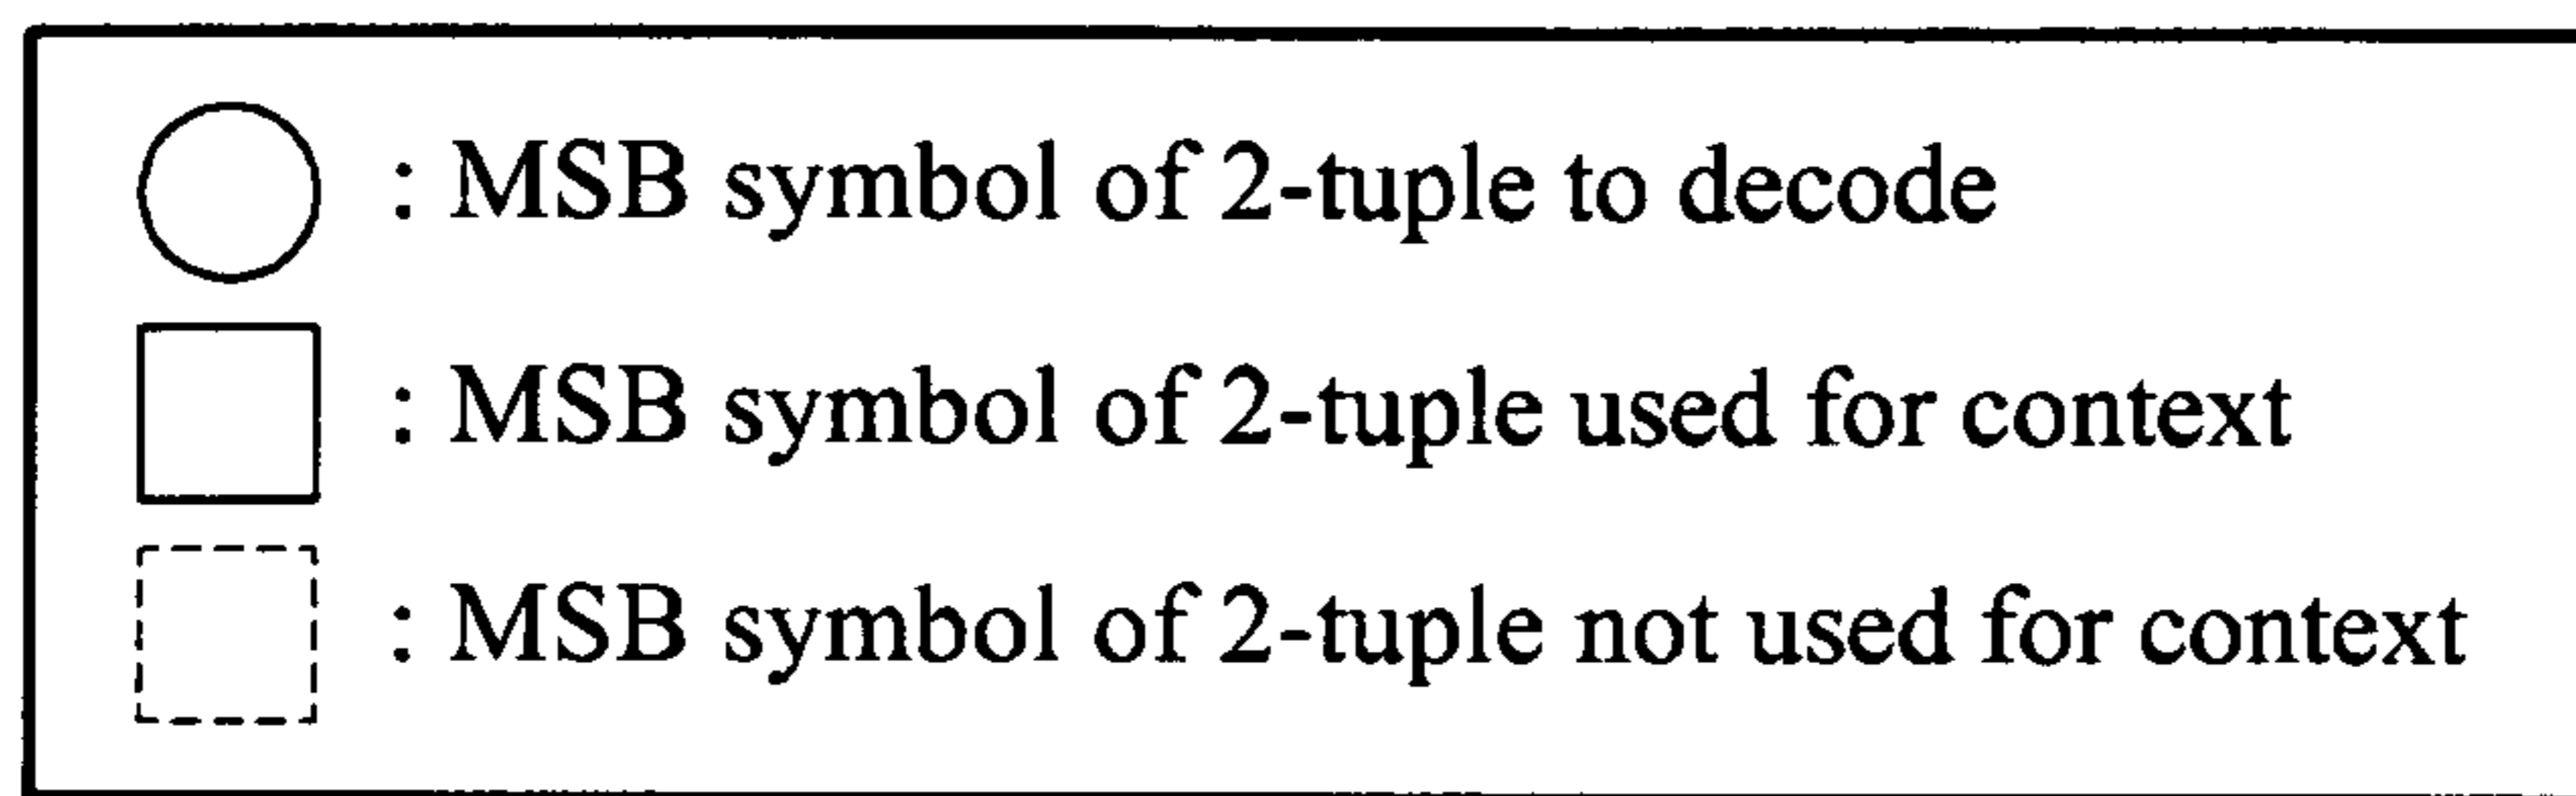 : MSB symbol of 2-tuple to decode
: MSB symbol of 2-tuple used for context
: MSB symbol of 2-tuple not used for context